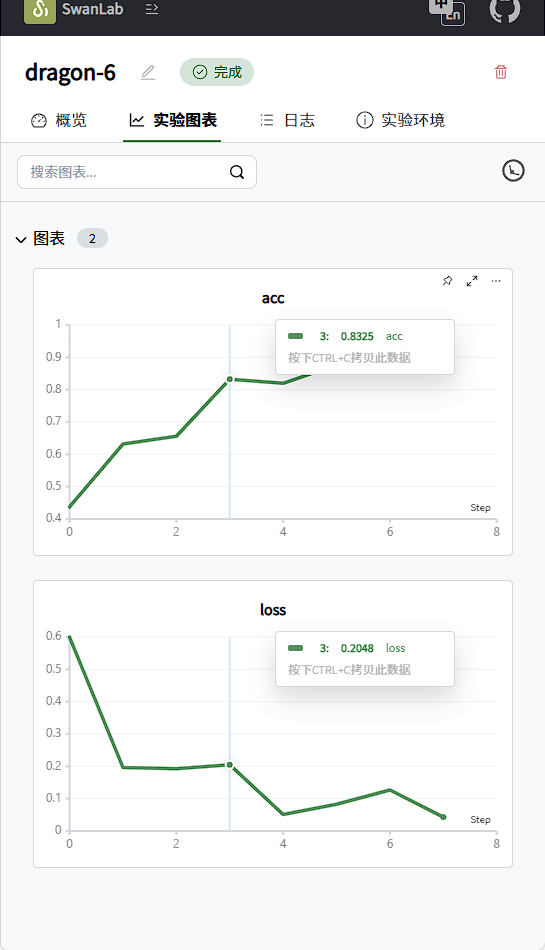 SwanLab
中
En
dragon-6
完成
概览
实验图表
日志
实验环境
搜索图表...
图表 2
acc
3: 0.8325 acc
按下CTRL+C拷贝此数据
1
0.9
0.8
0.7
0.6
0.5
0.4
Step
0 2 4 6 8
loss
3: 0.2048 loss
按下CTRL+C拷贝此数据
0.6
0.5
0.4
0.3
0.2
0.1
0
Step
0 2 4 6 8